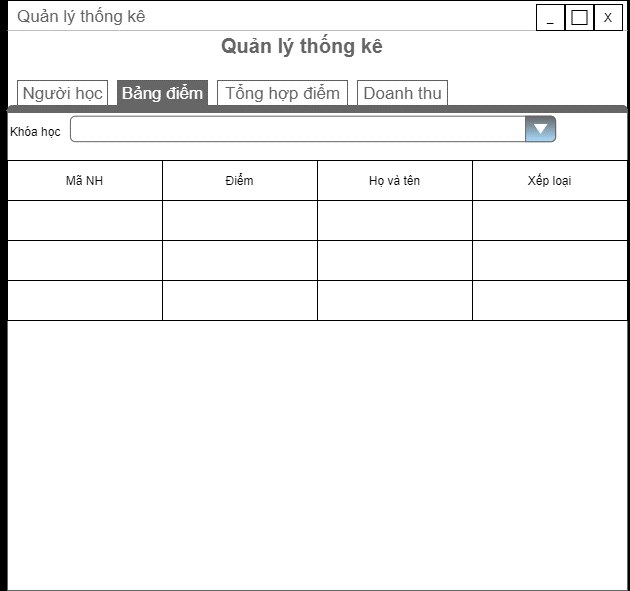 Quản lý thống kê
_ X
Quản lý thống kê
Người học Bảng điểm Tổng hợp điểm Doanh thu
Khóa học
Mã NH Điểm Họ và tên Xếp loại